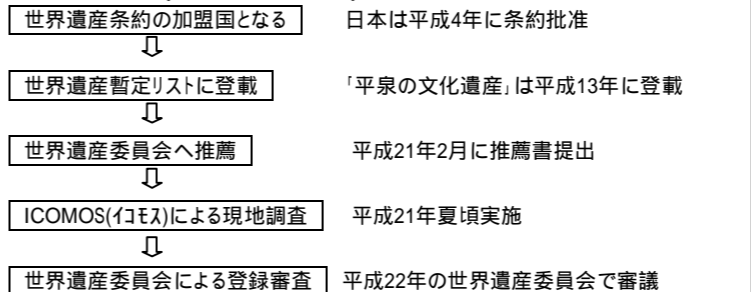 世界遺産条約の加盟国となる 日本は平成4年に条約批准
世界遺産暫定リストに登載 「平泉の文化遺産」は平成13年に登載
世界遺産委員会へ推薦 平成21年2月に推薦書提出
ICOMOS(イコモス)による現地調査 平成21年夏頃実施
世界遺産委員会による登録審査 平成22年の世界遺産委員会で審議